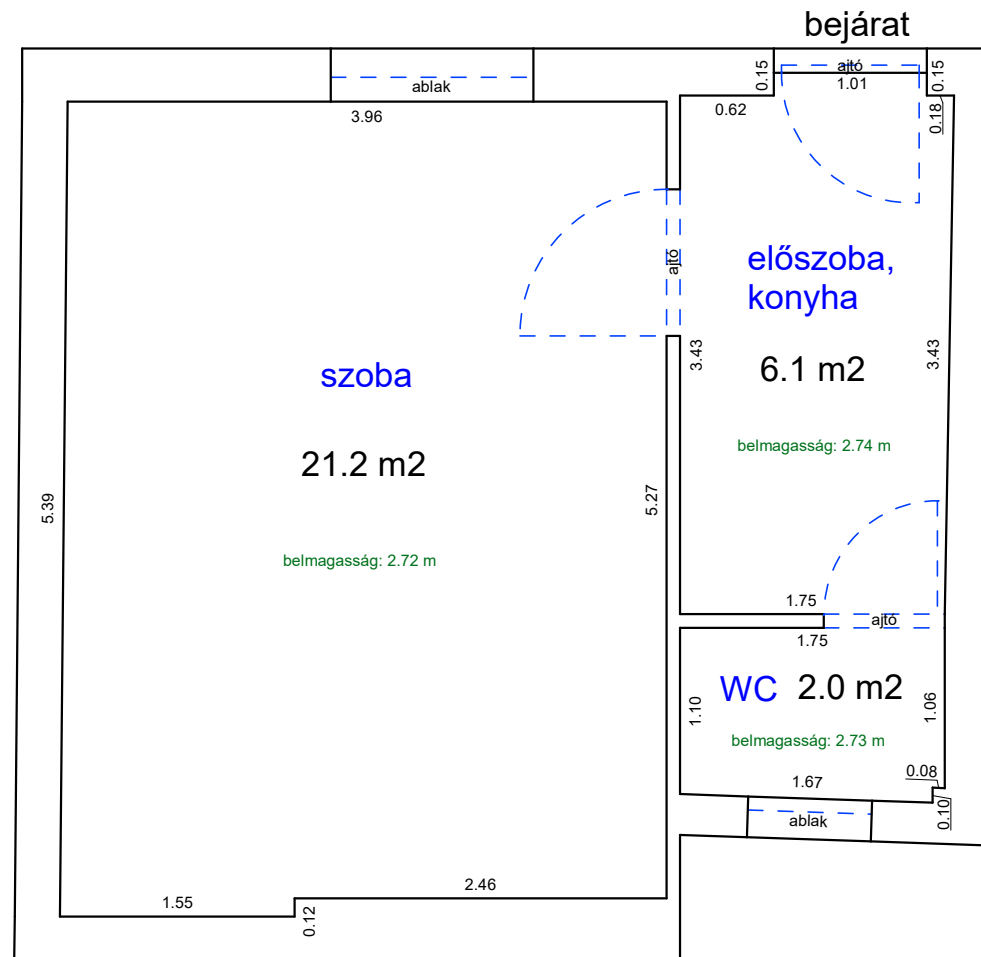 bejárat
ablak
3.96
0.15
ajtó
1.01
0.15
0.62
0.18
ajtó
előszoba,
konyha
3.43
3.43
6.1 m2
belmagasság: 2.74 m
szoba
21.2 m2
5.39
5.27
belmagasság: 2.72 m
1.75
ajtó
1.75
WC 2.0 m2
1.10
1.06
belmagasság: 2.73 m
0.08
1.67
0.10
ablak
1.55
2.46
0.12